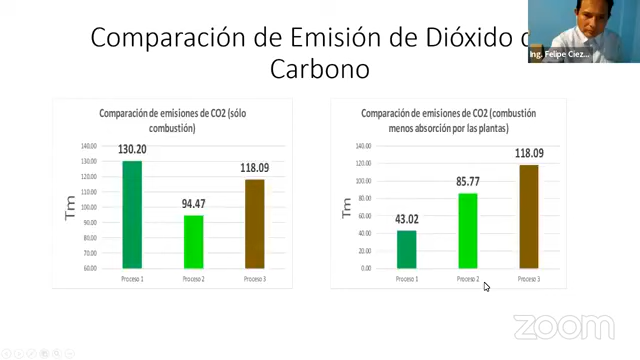 Comparación de Emisión de Dióxido d
Carbono
Ing. Felipe Ciez...
Comparación de emisiones de CO2 (sólo
combustión)
140.00
130.00
120.00
110.00
100.00
90.00
80.00
70.00
60.00
Tm
130.20
94.47
118.09
Proceso 1
Proceso 2
Proceso 3
Comparación de emisiones de CO2 (combustión
menos absorción por las plantas)
140.00
120.00
100.00
80.00
60.00
40.00
20.00
0.00
Tm
43.02
85.77
118.09
Proceso 1
Proceso 2
Proceso 3
zoom